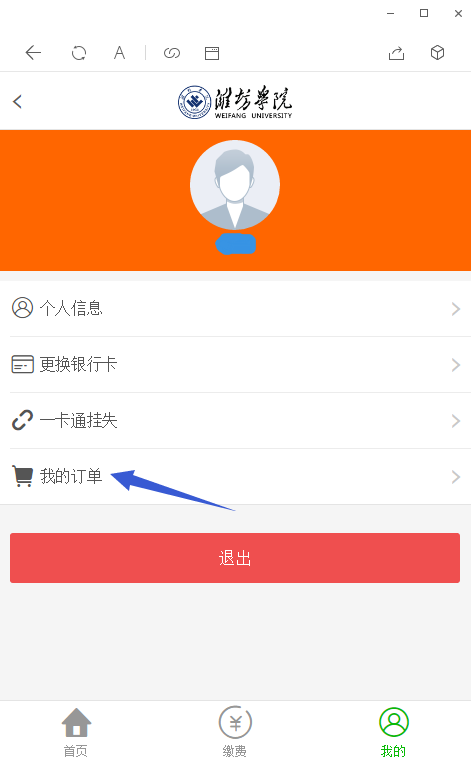 A
潍坊学院
WEIFANG UNIVERSITY
个人信息
更换银行卡
一卡通挂失
我的订单
退出
首页
缴费
我的